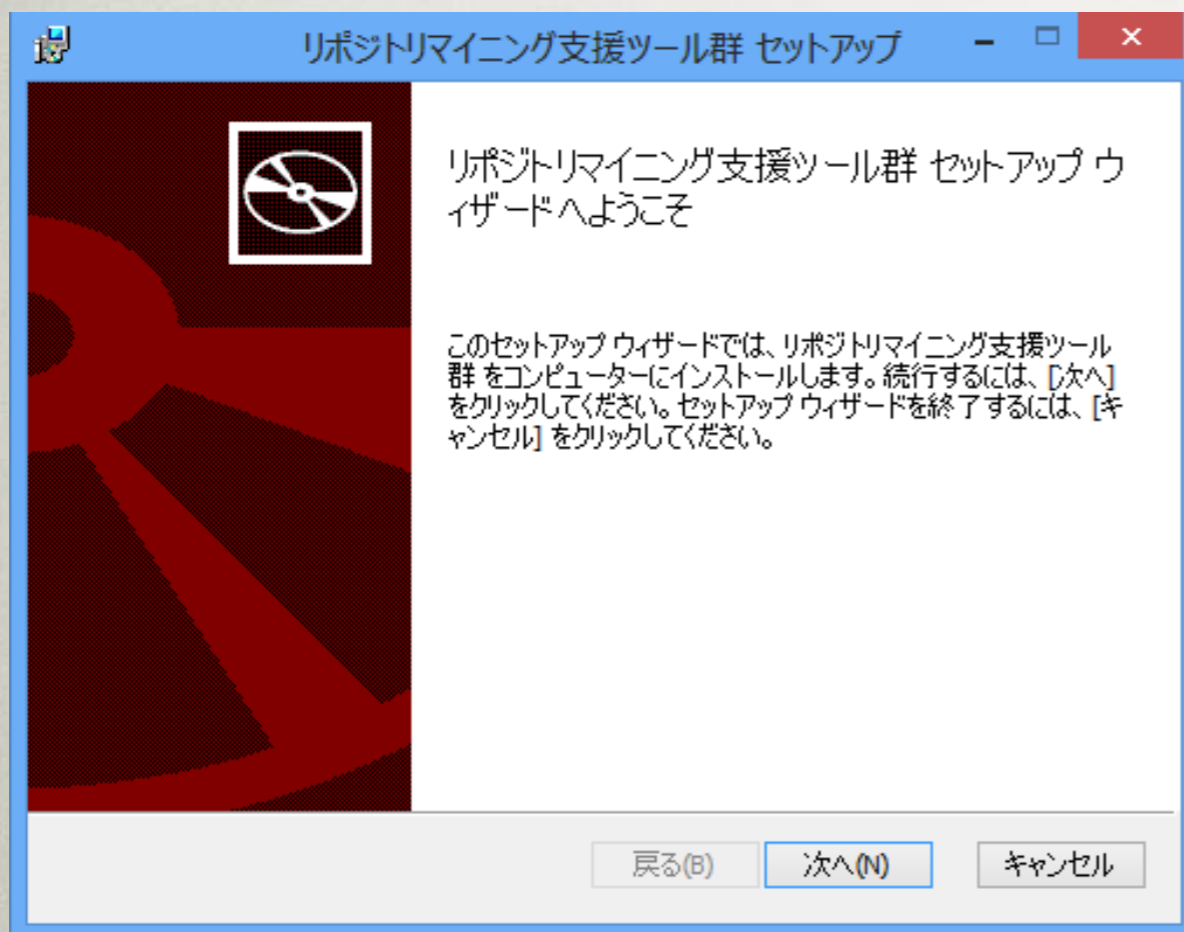 リポジトリマイニング支援ツール群 セットアップ
リポジトリマイニング支援ツール群 セットアップ ウ
ィザードへようこそ
このセットアップ ウィザードでは、リポジトリマイニング支援ツール
群 をコンピューターにインストールします。続行するには、[次へ]
をクリックしてください。セットアップ ウィザードを終了するには、[キ
ャンセル] をクリックしてください。
戻る(B) 次へ(N) キャンセル